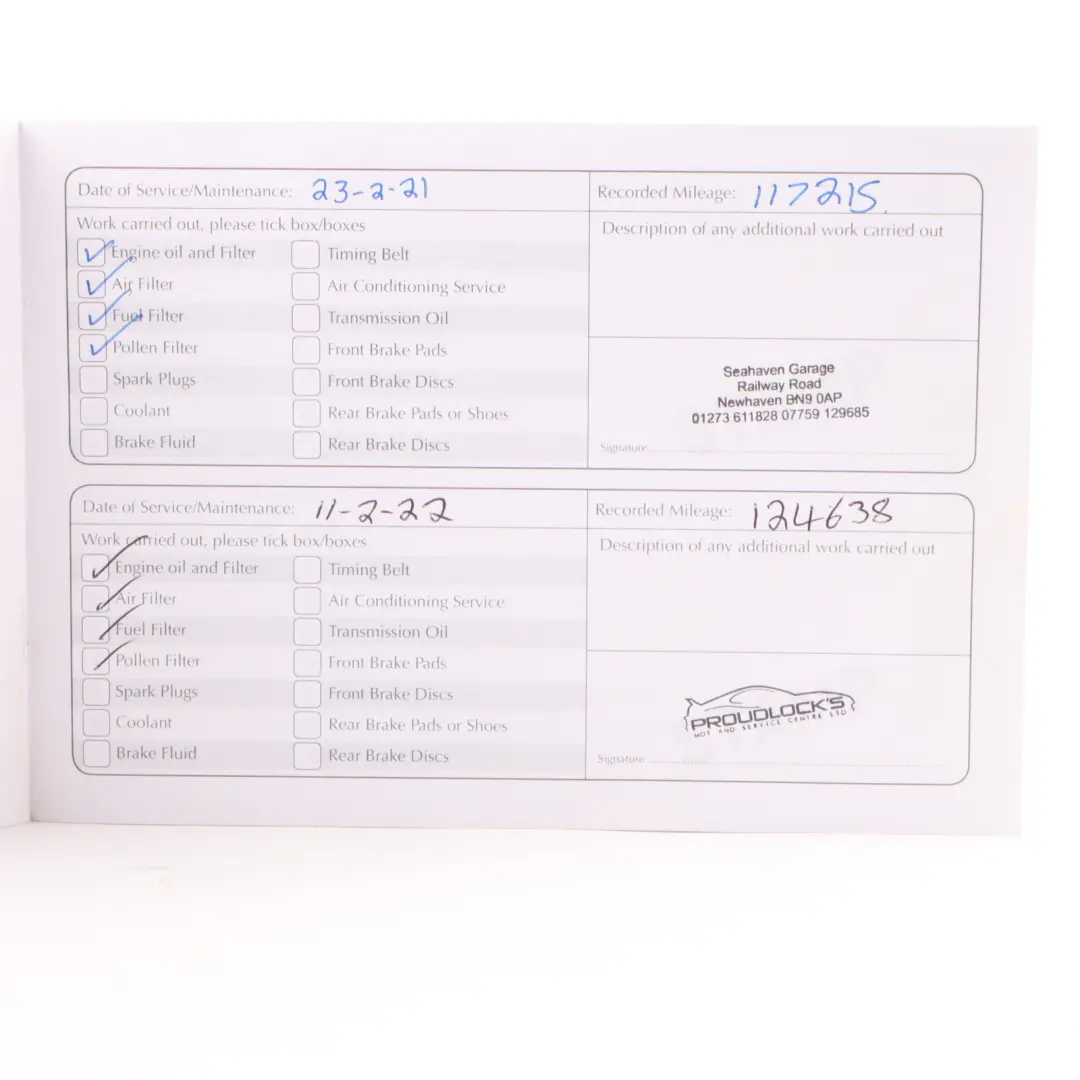 Date of Service/Maintenance: 23-2-21
Recorded Mileage: 117215
Work carried out, please tick box/boxes
Description of any additional work carried out
Engine oil and Filter
Timing Belt
Air Filter
Air Conditioning Service
Fuel Filter
Transmission Oil
Pollen Filter
Front Brake Pads
Spark Plugs
Front Brake Discs
Coolant
Rear Brake Pads or Shoes
Brake Fluid
Rear Brake Discs
Seahaven Garage
Railway Road
Newhaven BN9 0AP
01273 611828 07759 129685
Signature
Date of Service/Maintenance: 11-2-22
Recorded Mileage: 124638
Work carried out, please tick box/boxes
Description of any additional work carried out
Engine oil and Filter
Timing Belt
Air Filter
Air Conditioning Service
Fuel Filter
Transmission Oil
Pollen Filter
Front Brake Pads
Spark Plugs
Front Brake Discs
Coolant
Rear Brake Pads or Shoes
Brake Fluid
Rear Brake Discs
PROUDLOCK'S
MOT AND SERVICE CENTRE LTD
Signature